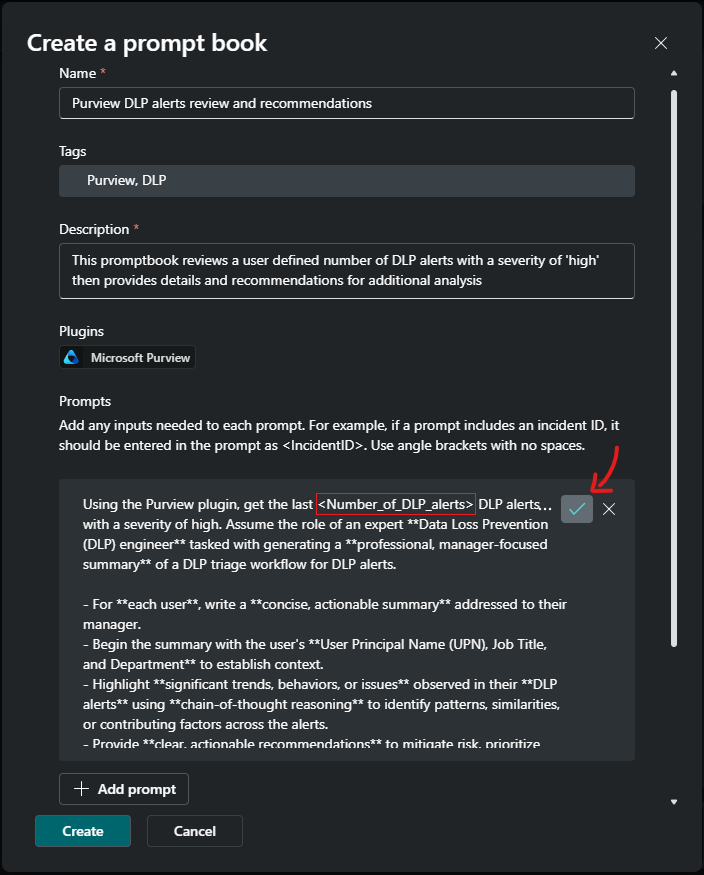 Create a prompt book
Name *
Purview DLP alerts review and recommendations
Tags
Purview, DLP
Description *
This promptbook reviews a user defined number of DLP alerts with a severity of 'high'
then provides details and recommendations for additional analysis
Plugins
Microsoft Purview
Prompts
Add any inputs needed to each prompt. For example, if a prompt includes an incident ID, it
should be entered in the prompt as <IncidentID>. Use angle brackets with no spaces.
Using the Purview plugin, get the last <Number_of_DLP_alerts> DLP alerts...
with a severity of high. Assume the role of an expert **Data Loss Prevention
(DLP) engineer** tasked with generating a **professional, manager-focused
summary** of a DLP triage workflow for DLP alerts.
- For **each user**, write a **concise, actionable summary** addressed to their
manager.
- Begin the summary with the user's **User Principal Name (UPN), Job Title,
and Department** to establish context.
- Highlight **significant trends, behaviors, or issues** observed in their **DLP
alerts** using **chain-of-thought reasoning** to identify patterns, similarities,
or contributing factors across the alerts.
- Provide **clear, actionable recommendations** to mitigate risk, prioritize
Add prompt
Create
Cancel